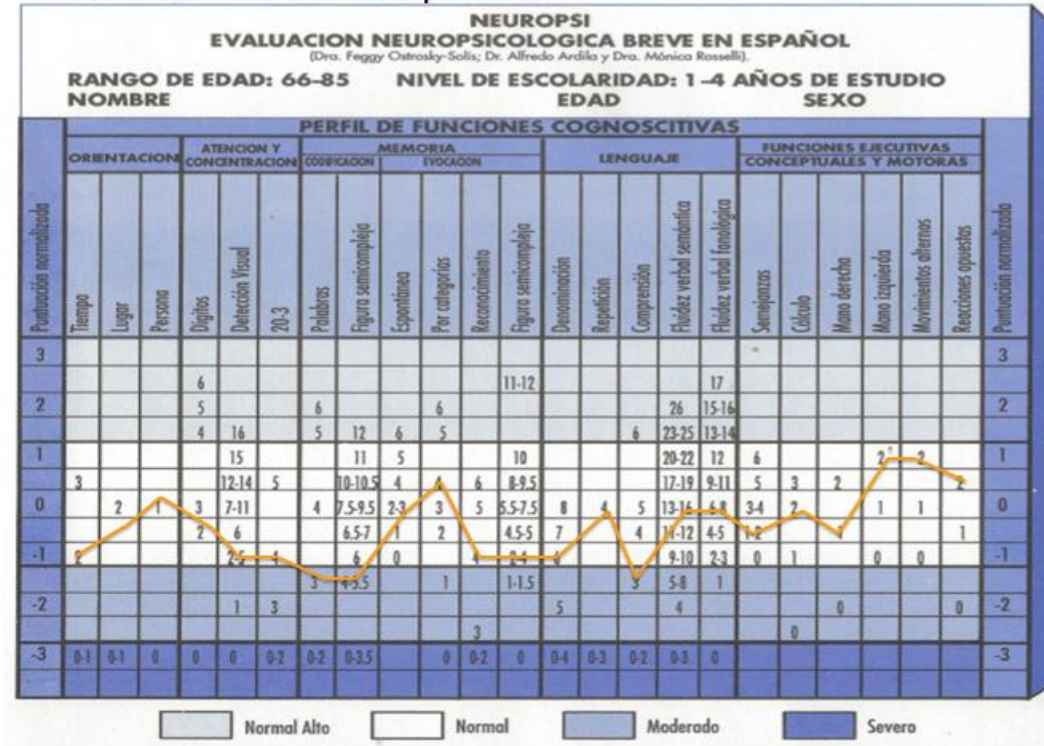 NEUROPSI
EVALUACION NEUROPSICOLOGICA BREVE EN ESPAÑOL
(Dra. Feggy Ostrosky-Solís; Dr. Alfredo Ardila y Dra. Mónica Rosselli).
RANGO DE EDAD: 66-85 NIVEL DE ESCOLARIDAD: 1-4 AÑOS DE ESTUDIO
NOMBRE EDAD SEXO
PERFIL DE FUNCIONES COGNOSCITIVAS
ORIENTACION
ATENCION Y
CONCENTRACION
MEMORIA
CODIFICACION EVOCACION
LENGUAJE
FUNCIONES EJECUTIVAS
CONCEPTUALES Y MOTORAS
Puntuación normalizada
Tiempo
Lugar
Persona
Dígitos
Detección Visual
20-3
Palabras
Figura semicompleja
Espontánea
Por categorías
Reconocimiento
Figura semicompleja
Denominación
Repetición
Comprensión
Fluidez verbal semántica
Fluidez verbal fonológica
Semejanzas
Cálculo
Mano derecha
Mano izquierda
Movimientos alternos
Reacciones opuestas
Puntuación normalizada
3 3
6 11-12 17
2 5 6 6 26 15-16 2
4 16 5 12 6 5 6 23-25 13-14
1 15 11 5 10 20-22 12 6 2 2 1
3 12-14 5 10-10.5 4 4 6 8-9.5 17-19 9-11 5 3 2 2
0 2 1 3 7-11 4 7.5-9.5 2-3 3 5 5.5-7.5 8 4 5 13-16 6-8 3-4 2 1 1 0
2 6 6.5-7 1 2 4.5-5 7 4 11-12 4-5 1-2 1 1
-1 2 2-5 4 6 0 4 2-4 6 9-10 2-3 0 1 0 0 -1
3 4-5.5 1 1-1.5 3 5-8 1
-2 1 3 5 4 0 0 -2
3 0
-3 0-1 0-1 0 0 0 0-2 0-2 0-3.5 0 0-2 0 0-4 0-3 0-2 0-3 0 -3
Normal Alto Normal Moderado Severo